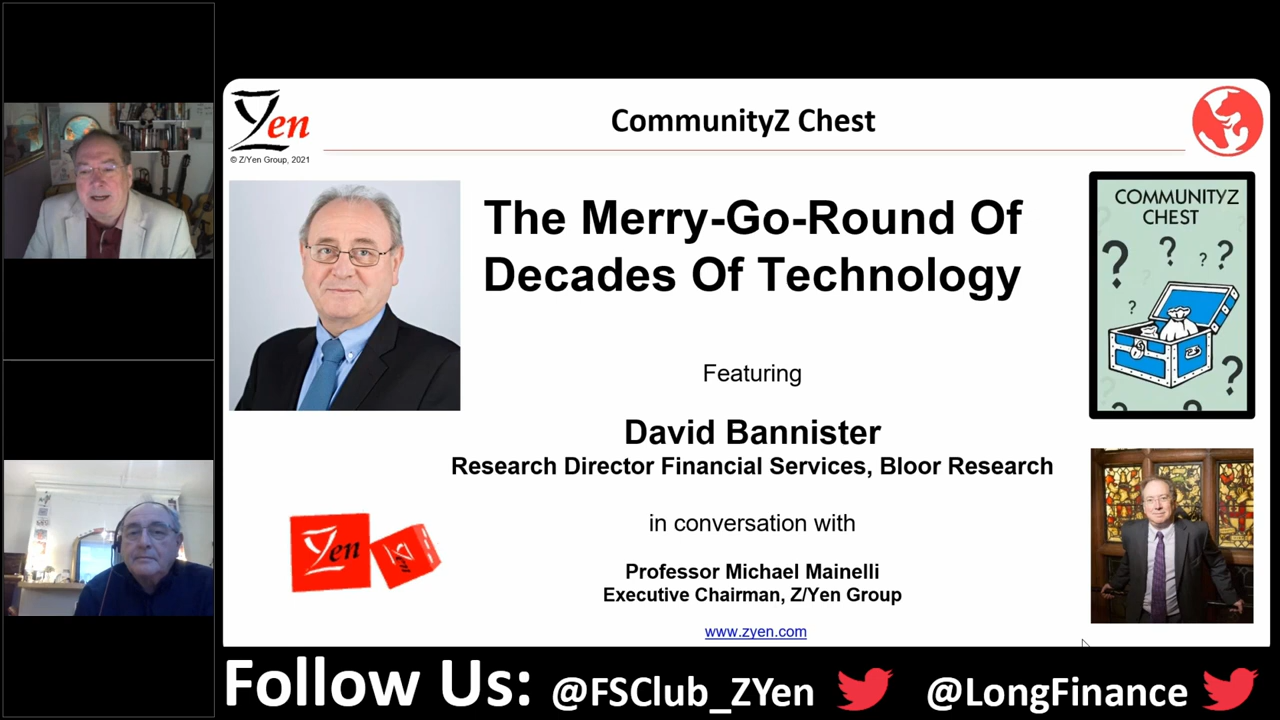 Zen
© Z/Yen Group, 2021
CommunityZ Chest
The Merry-Go-Round Of
Decades Of Technology
COMMUNITYZ
CHEST
? ? ? ? ? ?
Featuring
David Bannister
Research Director Financial Services, Bloor Research
in conversation with
Zen
Professor Michael Mainelli
Executive Chairman, Z/Yen Group
www.zyen.com
Follow Us: @FSClub_ZYen @LongFinance